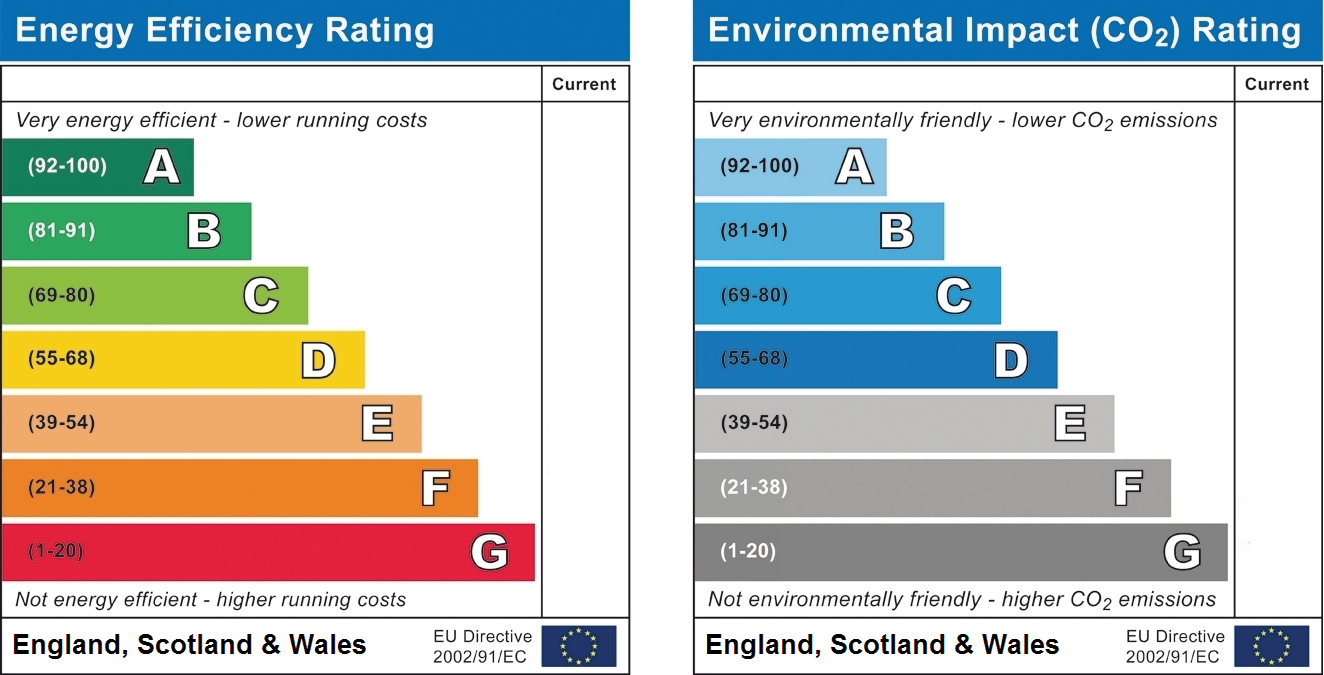 Energy Efficiency Rating
Current
Very energy efficient - lower running costs
(92-100) A
(81-91) B
(69-80) C
(55-68) D
(39-54) E
(21-38) F
(1-20) G
Not energy efficient - higher running costs
England, Scotland & Wales
EU Directive
2002/91/EC
Environmental Impact (CO₂) Rating
Current
Very environmentally friendly - lower CO₂ emissions
(92-100) A
(81-91) B
(69-80) C
(55-68) D
(39-54) E
(21-38) F
(1-20) G
Not environmentally friendly - higher CO₂ emissions
England, Scotland & Wales
EU Directive
2002/91/EC